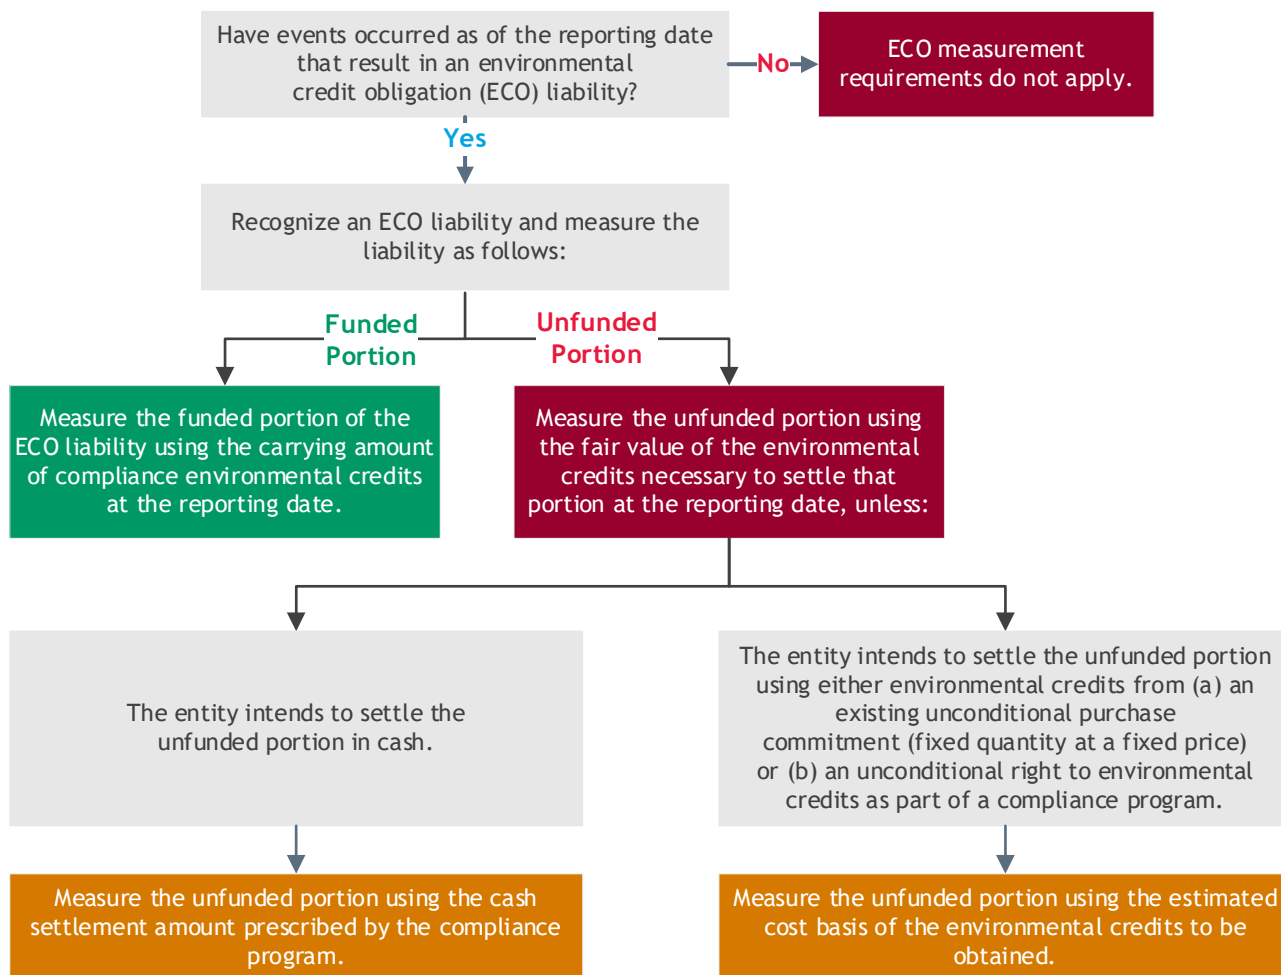 Have events occurred as of the reporting date
that result in an environmental
credit obligation (ECO) liability?
No
ECO measurement
requirements do not apply.
Yes
Recognize an ECO liability and measure the
liability as follows:
Funded
Portion
Unfunded
Portion
Measure the funded portion of the
ECO liability using the carrying amount
of compliance environmental credits
at the reporting date.
Measure the unfunded portion using
the fair value of the environmental
credits necessary to settle that
portion at the reporting date, unless:
The entity intends to settle the
unfunded portion in cash.
The entity intends to settle the unfunded portion
using either environmental credits from (a) an
existing unconditional purchase
commitment (fixed quantity at a fixed price)
or (b) an unconditional right to environmental
credits as part of a compliance program.
Measure the unfunded portion using the cash
settlement amount prescribed by the compliance
program.
Measure the unfunded portion using the estimated
cost basis of the environmental credits to be
obtained.